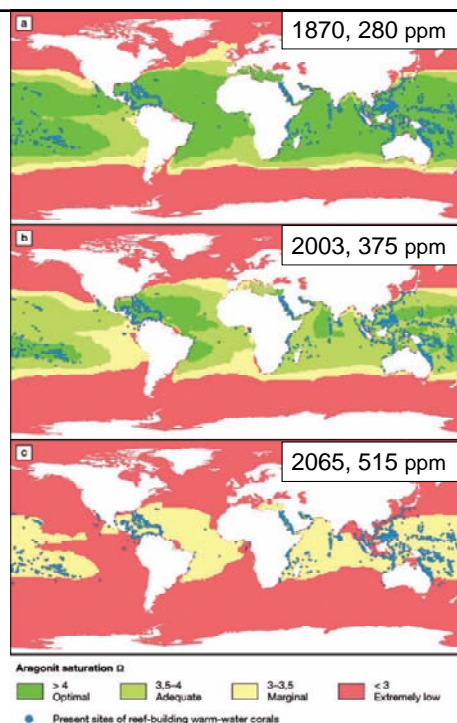 a
1870, 280 ppm
b
2003, 375 ppm
c
2065, 515 ppm
Aragonit saturation Ω
> 4
Optimal
3,5–4
Adequate
3–3,5
Marginal
< 3
Extremely low
Present sites of reef-building warm-water corals